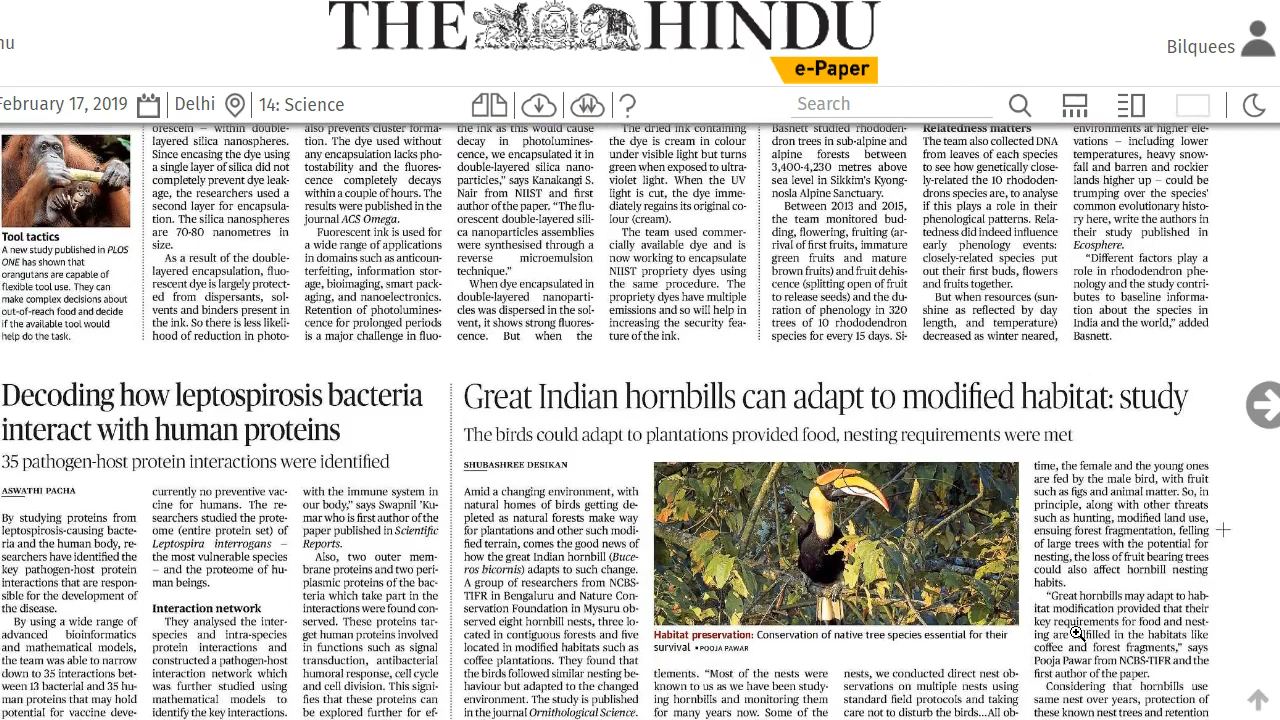 THE HINDU
nu
Bilquees
e-Paper
February 17, 2019
Delhi
14: Science
Search
Tool tactics
A new study published in PLOS
ONE has shown that
orangutans are capable of
flexible tool use. They can
make complex decisions about
out-of-reach food and decide
if the available tool would
help do the task.
orescein – within double-
layered silica nanospheres.
Since encasing the dye using
a single layer of silica did not
completely prevent dye leak-
age, the researchers used a
second layer for encapsula-
tion. The silica nanospheres
are 70-80 nanometres in
size.
As a result of the double-
layered encapsulation, fluo-
rescent dye is largely protect-
ed from dispersants, sol-
vents and binders present in
the ink. So there is less likeli-
hood of reduction in photo-
also prevents cluster forma-
tion. The dye used without
any encapsulation lacks pho-
tostability and the fluores-
cence completely decays
within a couple of hours. The
results were published in the
journal ACS Omega.
Fuorescent ink is used for
a wide range of application
in domains such as anticoun-
terfeiting, information stor-
age, bioimaging, smart pack-
aging, and nanoelectronics.
Retention of photolumines-
cence for prolonged periods
is a major challenge in fluo-
the ink as this would cause
decay in photolumines-
cence, we encapsulated it in
double-layered silica nano-
particles,” says Kanakangi S.
Nair from NIIST and first
author of the paper. “The flu-
orescent double-layered sili-
ca nanoparticles assemblies
were synthesised through a
reverse microemulsion
technique.”
When dye encapsulated in
double-layered nanoparti-
cles was dispersed in the sol-
vent, it shows strong fluores-
cence. But when the
The dried ink containing
the dye is cream in colour
under visible light but turns
green when exposed to ultra-
violet light. When the UV
light is cut, the dye imme-
diately regains its original co-
lour (cream).
The team used commer-
cially available dye and is
now working to encapsulate
NIIST propriety dyes using
the same procedure. The
propriety dyes have multiple
emissions and so will help in
increasing the security fea-
ture of the ink.
Basnett studied rhododen-
dron trees in sub-alpine and
alpine forests between
3,400-4,230 metres above
sea level in Sikkim's Kyong-
nosla Alpine Sanctuary.
Between 2013 and 2015,
the team monitored bud-
ding, flowering, fruiting (ar-
rival of first fruits, immature
green fruits and mature
brown fruits) and fruit dehis-
cence (splitting open of fruit
to release seeds) and the du-
ration of phenology in 320
trees of 10 rhododendron
species for every 15 days. Si-
Relatedness matters
The team also collected DNA
from leaves of each species
to see how genetically close-
ly-related the 10 rhododen-
drons species are, to analyse
if this plays a role in their
phenological patterns. Rela-
tedness did indeed influence
early phenology events:
closely-related species put
out their first buds, flowers
and fruits together.
But when resources (sun-
shine as reflected by day
length, and temperature)
decreased as winter neared,
environments at higher ele-
vations – including lower
temperatures, heavy snow-
fall and barren and rockier
lands higher up – could be
trumping over the species'
common evolutionary histo-
ry here, write the authors in
their study published in
Ecosphere.
“Different factors play a
role in rhododendron phe-
nology and the study contri-
butes to baseline informa-
tion about the species in
India and the world,” added
Basnett.
Decoding how leptospirosis bacteria
interact with human proteins
35 pathogen-host protein interactions were identified
ASWATHI PACHA
By studying proteins from
leptospirosis-causing bacte-
ria and the human body, re-
searchers have identified the
key pathogen-host protein
interactions that are respon-
sible for the development of
the disease.
By using a wide range of
advanced bioinformatics
and mathematical models,
the team was able to narrow
down to 35 interactions bet-
ween 13 bacterial and 35 hu-
man proteins that may hold
potential for vaccine deve-
currently no preventive vac-
cine for humans. The re-
searchers studied the prote-
ome (entire protein set) of
Leptospira interrogans –
the most vulnerable species
– and the proteome of hu-
man beings.
Interaction network
They analysed the inter-
species and intra-species
protein interactions and
constructed a pathogen-host
interaction network which
was further studied using
mathematical models to
identify the key interactions.
with the immune system in
our body,” says Swapnil 'Ku-
mar who is first author of the
paper published in Scientific
Reports.
Also, two outer mem-
brane proteins and two peri-
plasmic proteins of the bac-
teria which take part in the
interactions were found con-
served. These proteins tar-
get human proteins involved
in functions such as signal
transduction, antibacterial
humoral response, cell cycle
and cell division. This signi-
fies that these proteins can
be explored further for ef-
Great Indian hornbills can adapt to modified habitat: study
The birds could adapt to plantations provided food, nesting requirements were met
SHUBASHREE DESIKAN
Amid a changing environment, with
natural homes of birds getting de-
pleted as natural forests make way
for plantations and other such modi-
fied terrain, comes the good news of
how the great Indian hornbill (Buce-
ros bicornis) adapts to such change.
A group of researchers from NCBS-
TIFR in Bengaluru and Nature Con-
servation Foundation in Mysuru ob-
served eight hornbill nests, three lo-
cated in contiguous forests and five
located in modified habitats such as
coffee plantations. They found that
the birds followed similar nesting be-
haviour but adapted to the changed
environment. The study is published
in the journal Ornithological Science.
Habitat preservation: Conservation of native tree species essential for their
survival • POOJA PAWAR
tlements. “Most of the nests were
known to us as we have been study-
ing hornbills and monitoring them
for many years now. Some of the
nests, we conducted direct nest ob-
servations on multiple nests using
standard field protocols and taking
care not to disturb the birds...All ob-
time, the female and the young ones
are fed by the male bird, with fruit
such as figs and animal matter. So, in
principle, along with other threats
such as hunting, modified land use,
ensuing forest fragmentation, felling
of large trees with the potential for
nesting, the loss of fruit bearing trees
could also affect hornbill nesting
habits.
“Great hornbills may adapt to hab-
itat modification provided that their
key requirements for food and nest-
ing are filled in the habitats like
coffee and forest fragments,” says
Pooja Pawar from NCBS-TIFR and the
first author of the paper.
Considering that hornbills use
same nest over years, protection of
these known nest trees and retention